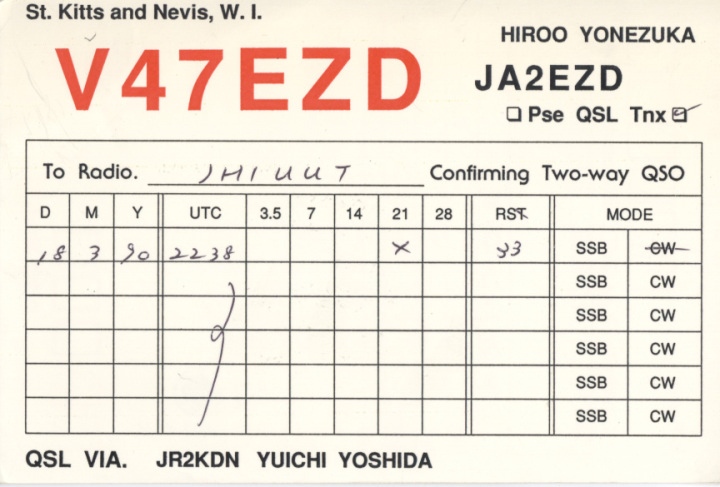 St. Kitts and Nevis, W. I.
HIROO YONEZUKA
V47EZD
JA2EZD
Pse QSL Tnx
To Radio. JH1UUT Confirming Two-way QSO
D M Y UTC 3.5 7 14 21 28 RST MODE
18 3 90 2238 X 33 SSB CW
SSB CW
SSB CW
SSB CW
SSB CW
SSB CW
QSL VIA. JR2KDN YUICHI YOSHIDA